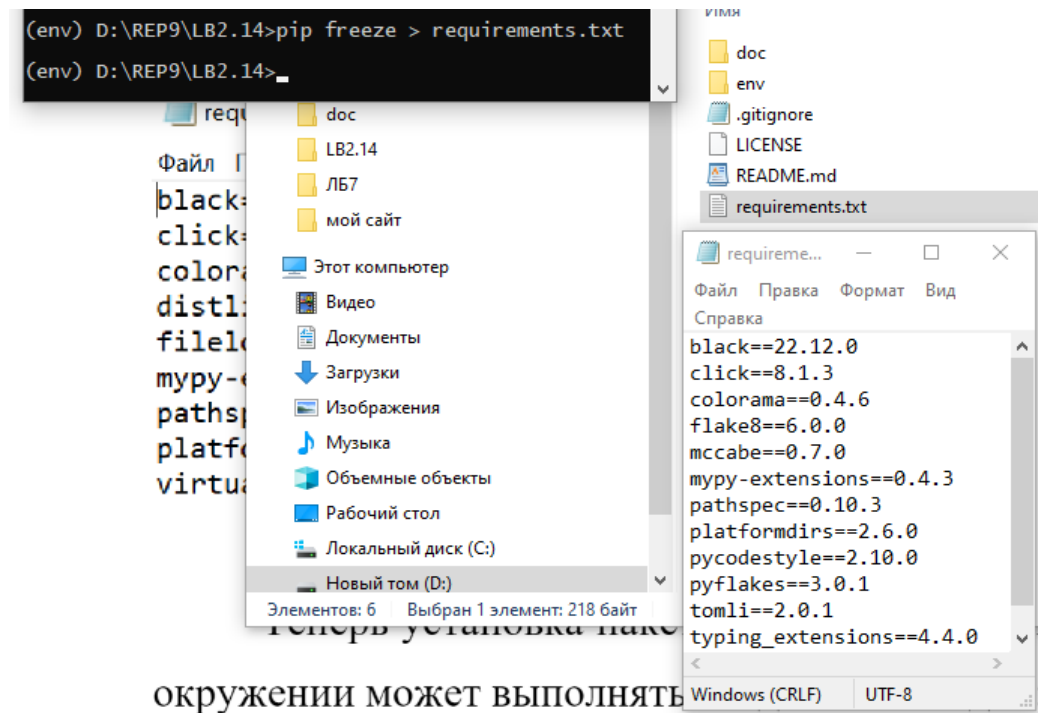 (env) D:\REP9\LB2.14>pip freeze > requirements.txt
(env) D:\REP9\LB2.14>
Имя
doc
env
.gitignore
LICENSE
README.md
requirements.txt
requ
Файл
black=
click=
colora
distli
filelo
mypy-e
pathsp
platfo
virtua
doc
LB2.14
ЛБ7
мой сайт
Этот компьютер
Видео
Документы
Загрузки
Изображения
Музыка
Объемные объекты
Рабочий стол
Локальный диск (C:)
Новый том (D:)
Элементов: 6 Выбран 1 элемент: 218 байт
requireme...
Файл Правка Формат Вид
Справка
black==22.12.0
click==8.1.3
colorama==0.4.6
flake8==6.0.0
mccabe==0.7.0
mypy-extensions==0.4.3
pathspec==0.10.3
platformdirs==2.6.0
pycodestyle==2.10.0
pyflakes==3.0.1
tomli==2.0.1
typing_extensions==4.4.0
Windows (CRLF) UTF-8
Теперь установка паке
окружении может выполнять